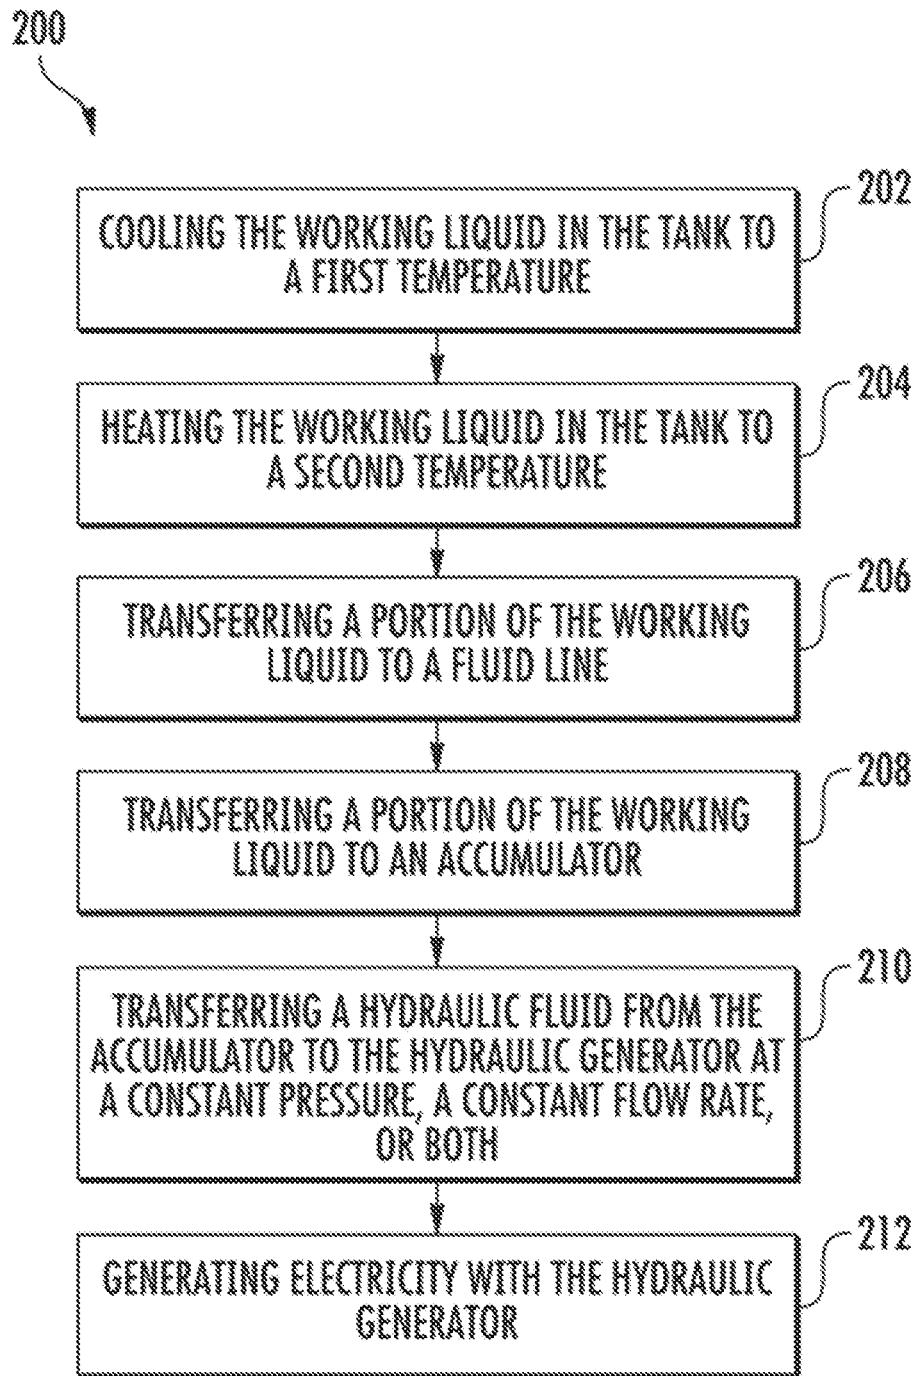 200
202
COOLING THE WORKING LIQUID IN THE TANK TO
A FIRST TEMPERATURE
204
HEATING THE WORKING LIQUID IN THE TANK TO
A SECOND TEMPERATURE
206
TRANSFERRING A PORTION OF THE WORKING
LIQUID TO A FLUID LINE
208
TRANSFERRING A PORTION OF THE WORKING
LIQUID TO AN ACCUMULATOR
210
TRANSFERRING A HYDRAULIC FLUID FROM THE
ACCUMULATOR TO THE HYDRAULIC GENERATOR AT
A CONSTANT PRESSURE, A CONSTANT FLOW RATE,
OR BOTH
212
GENERATING ELECTRICITY WITH THE HYDRAULIC
GENERATOR